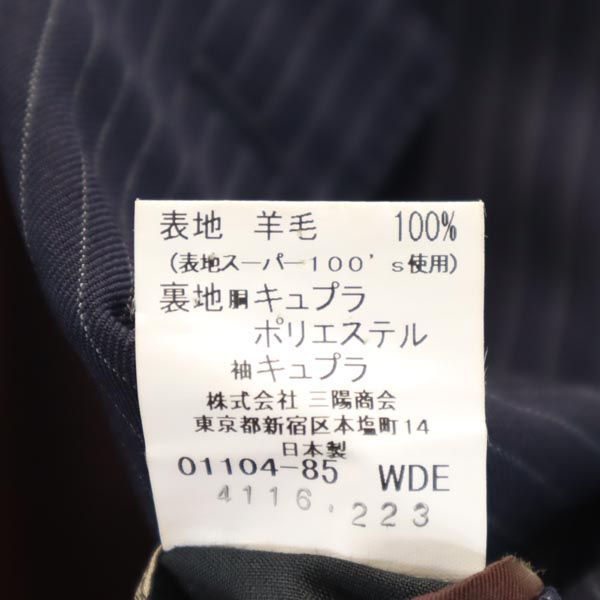 表地 羊毛 100%
(表地スーパー100's使用)
裏地 胴 キュプラ
ポリエステル
袖 キュプラ
株式会社 三陽商会
東京都新宿区本塩町14
日本製
01104-85 WDE
4116.223